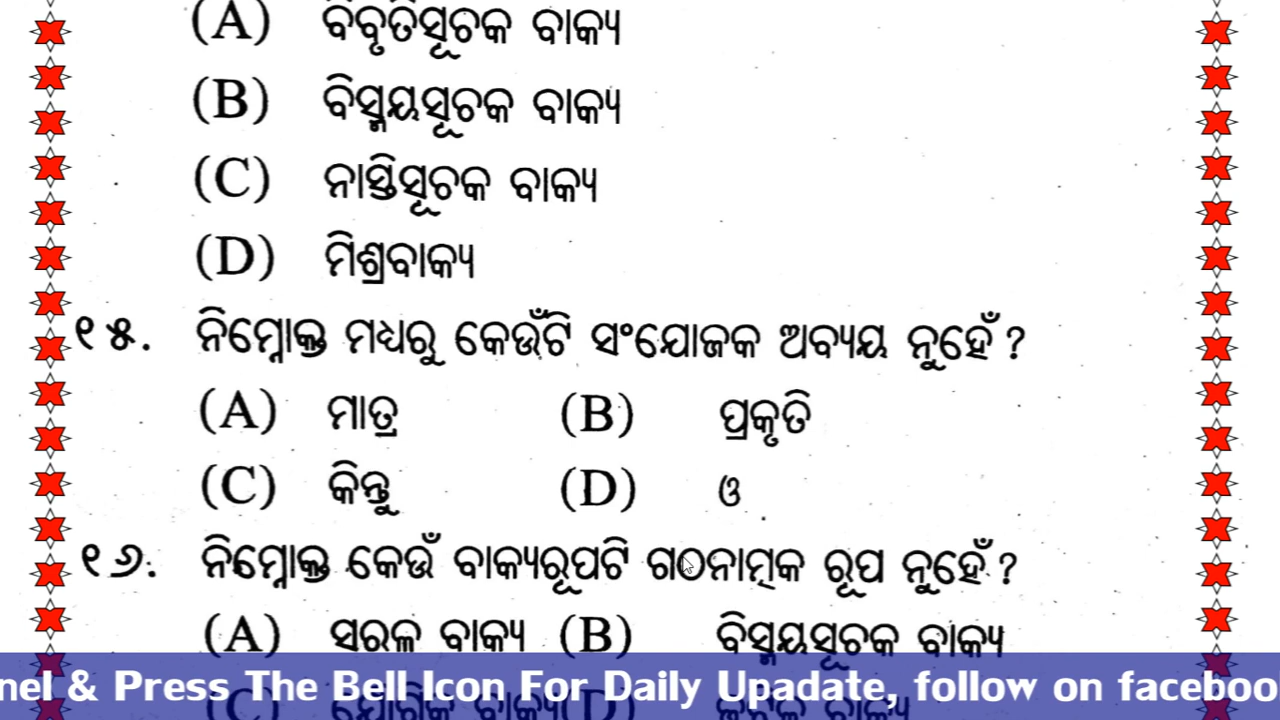 (A) ବିବୃତିସୂଚକ ବାକ୍ୟ
(B) ବିସ୍ମୟସୂଚକ ବାକ୍ୟ
(C) ନାସ୍ତିସୂଚକ ବାକ୍ୟ
(D) ମିଶ୍ରବାକ୍ୟ
୧୫. ନିମ୍ନୋକ୍ତ ମଧ୍ୟରୁ କେଉଁଟି ସଂଯୋଜକ ଅବ୍ୟୟ ନୁହେଁ ?
(A) ମାତ୍ର (B) ପ୍ରକୃତି
(C) କିନ୍ତୁ (D) ଓ
୧୬. ନିମ୍ନୋକ୍ତ କେଉଁ ବାକ୍ୟରୂପଟି ଗଠନାତ୍ମକ ରୂପ ନୁହେଁ ?
(A) ସରଳ ବାକ୍ୟ (B) ବିସ୍ମୟସୂଚକ ବାକ୍ୟ
(C) ଯୌଗିକ ବାକ୍ୟ (D) ଜଟିଳ ବାକ୍ୟ
nel & Press The Bell Icon For Daily Upadate, follow on faceboo